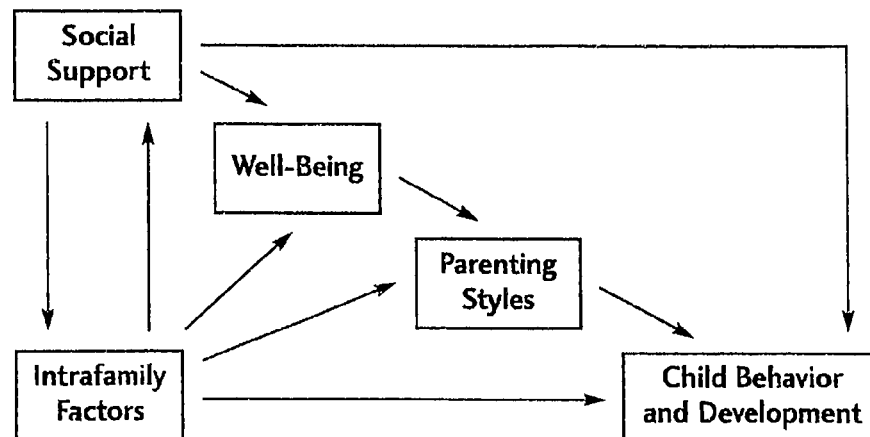 Social
Support
Well-Being
Parenting
Styles
Intrafamily
Factors
Child Behavior
and Development